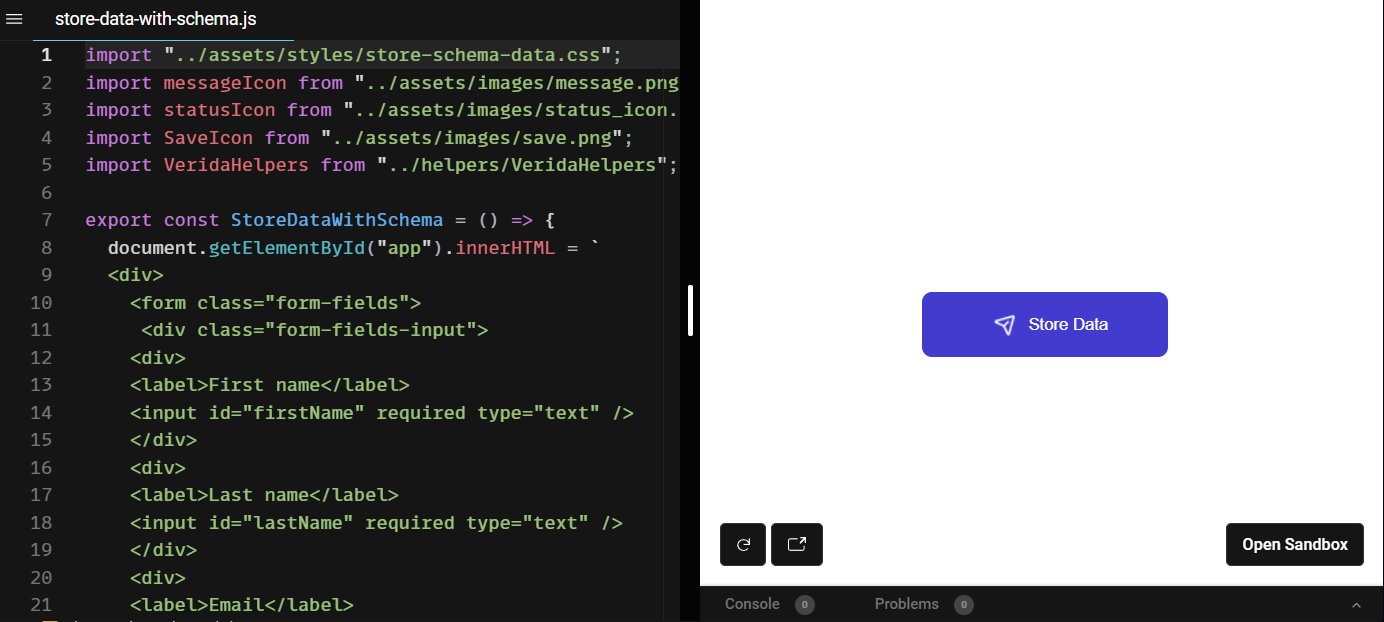 store-data-with-schema.js
1 import "../assets/styles/store-schema-data.css";
2 import messageIcon from "../assets/images/message.png
3 import statusIcon from "../assets/images/status_icon.
4 import SaveIcon from "../assets/images/save.png";
5 import VeridaHelpers from "../helpers/VeridaHelpers";
6
7 export const StoreDataWithSchema = () => {
8 document.getElementById("app").innerHTML = `
9 <div>
10 <form class="form-fields">
11 <div class="form-fields-input">
12 <div>
13 <label>First name</label>
14 <input id="firstName" required type="text" />
15 </div>
16 <div>
17 <label>Last name</label>
18 <input id="lastName" required type="text" />
19 </div>
20 <div>
21 <label>Email</label>
Store Data
Open Sandbox
Console 0 Problems 0